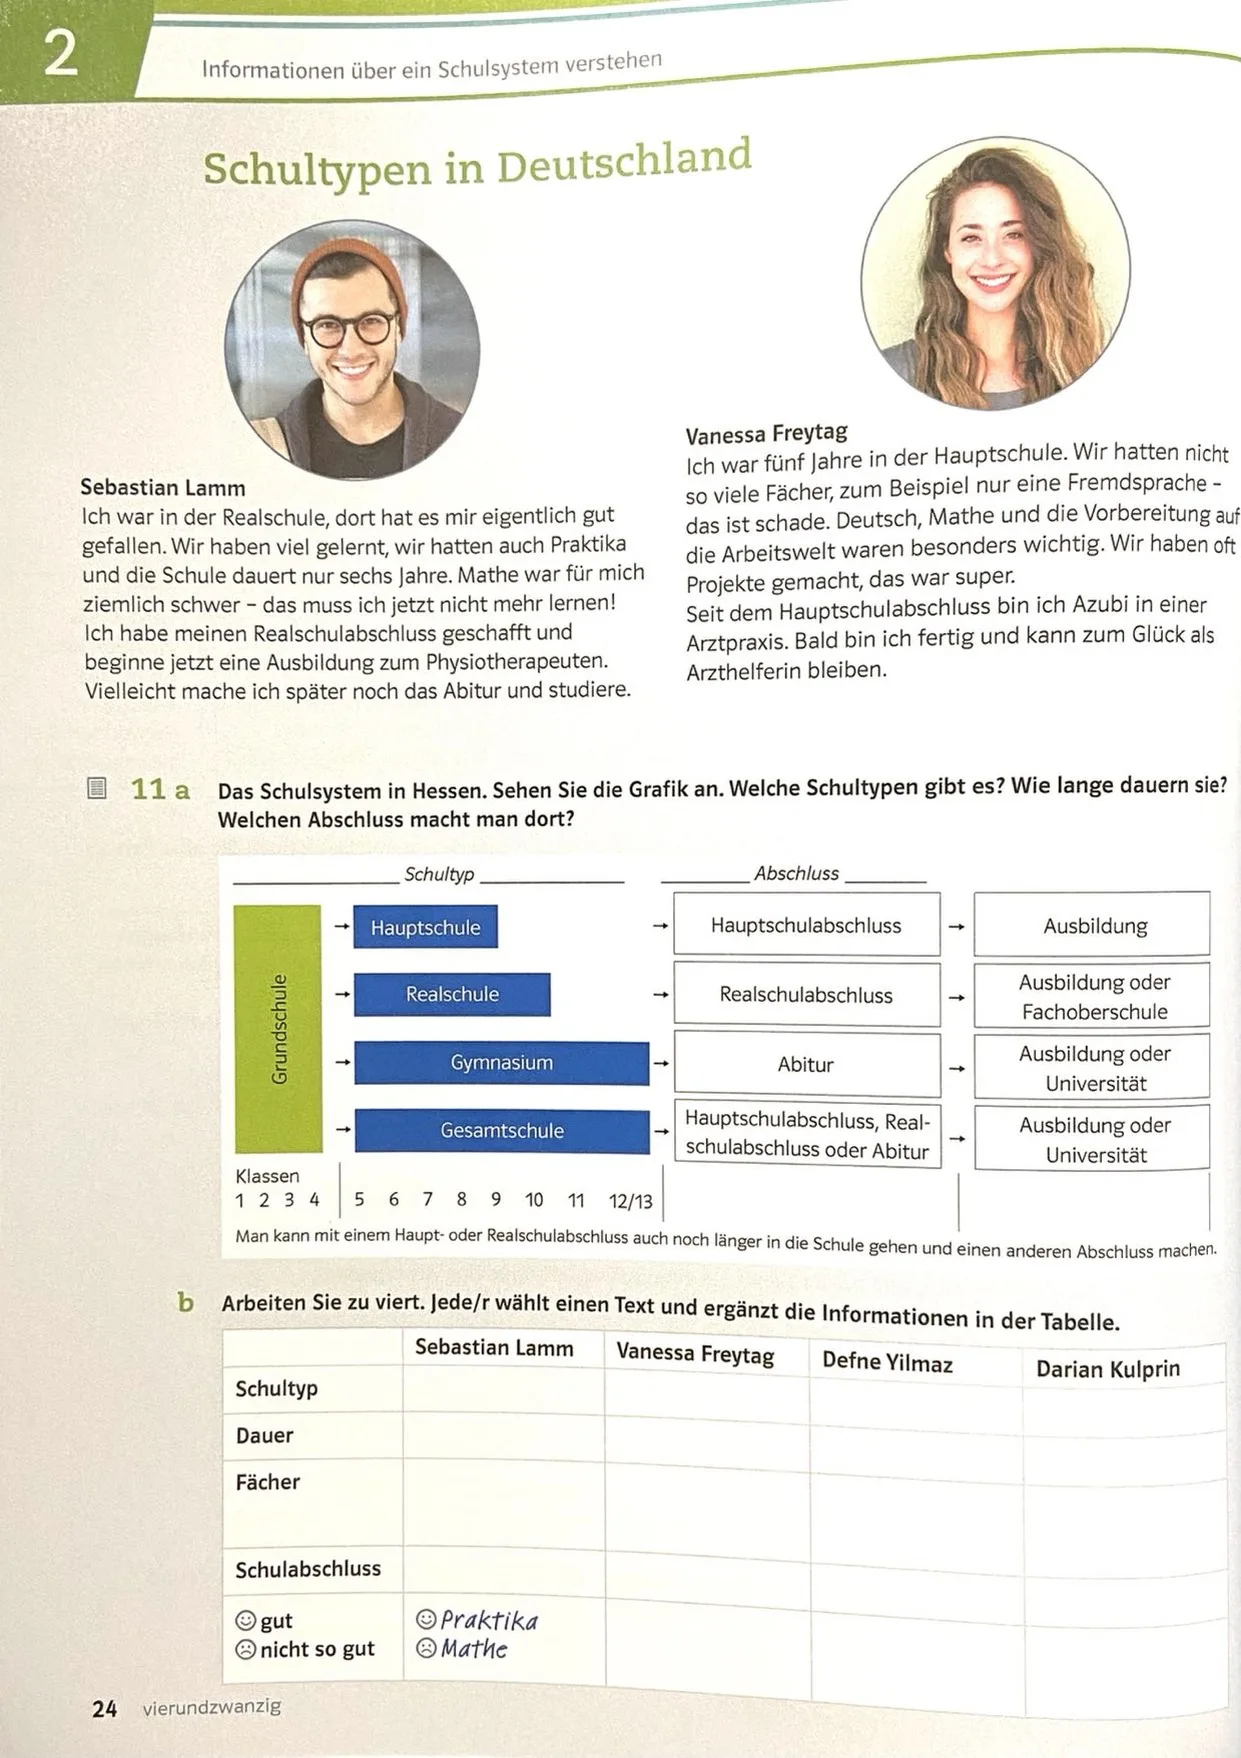 2
Informationen über ein Schulsystem verstehen
Schultypen in Deutschland
Sebastian Lamm
Ich war in der Realschule, dort hat es mir eigentlich gut
gefallen. Wir haben viel gelernt, wir hatten auch Praktika
und die Schule dauert nur sechs Jahre. Mathe war für mich
ziemlich schwer – das muss ich jetzt nicht mehr lernen!
Ich habe meinen Realschulabschluss geschafft und
beginne jetzt eine Ausbildung zum Physiotherapeuten.
Vielleicht mache ich später noch das Abitur und studiere.
Vanessa Freytag
Ich war fünf Jahre in der Hauptschule. Wir hatten nicht
so viele Fächer, zum Beispiel nur eine Fremdsprache –
das ist schade. Deutsch, Mathe und die Vorbereitung auf
die Arbeitswelt waren besonders wichtig. Wir haben oft
Projekte gemacht, das war super.
Seit dem Hauptschulabschluss bin ich Azubi in einer
Arztpraxis. Bald bin ich fertig und kann zum Glück als
Arzthelferin bleiben.
11 a Das Schulsystem in Hessen. Sehen Sie die Grafik an. Welche Schultypen gibt es? Wie lange dauern sie?
Welchen Abschluss macht man dort?
Schultyp Abschluss
Grundschule
Hauptschule → Hauptschulabschluss → Ausbildung
Realschule → Realschulabschluss → Ausbildung oder
Fachoberschule
Gymnasium → Abitur → Ausbildung oder
Universität
Gesamtschule → Hauptschulabschluss, Real-
schulabschluss oder Abitur → Ausbildung oder
Universität
Klassen
1 2 3 4 5 6 7 8 9 10 11 12/13
Man kann mit einem Haupt- oder Realschulabschluss auch noch länger in die Schule gehen und einen anderen Abschluss machen.
b Arbeiten Sie zu viert. Jede/r wählt einen Text und ergänzt die Informationen in der Tabelle.
Sebastian Lamm Vanessa Freytag Defne Yilmaz Darian Kulprin
Schultyp
Dauer
Fächer
Schulabschluss
☺ gut ☺ Praktika
☹ nicht so gut ☹ Mathe
24 vierundzwanzig